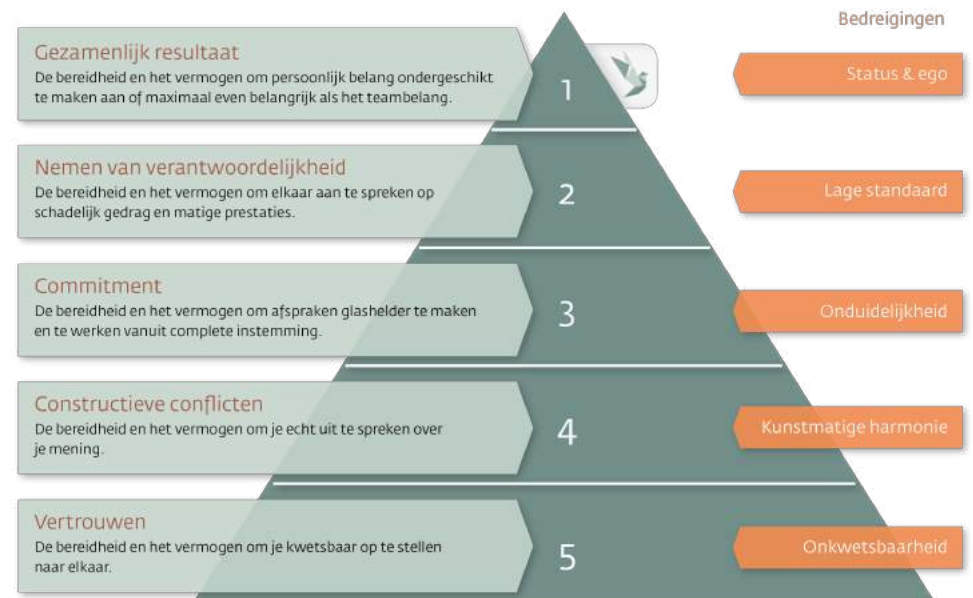 Bedreigingen
Gezamenlijk resultaat
De bereidheid en het vermogen om persoonlijk belang ondergeschikt
te maken aan of maximaal even belangrijk als het teambelang.
1
Status & ego
Nemen van verantwoordelijkheid
De bereidheid en het vermogen om elkaar aan te spreken op
schadelijk gedrag en matige prestaties.
2
Lage standaard
Commitment
De bereidheid en het vermogen om afspraken glashelder te maken
en te werken vanuit complete instemming.
3
Onduidelijkheid
Constructieve conflicten
De bereidheid en het vermogen om je echt uit te spreken over
je mening.
4
Kunstmatige harmonie
Vertrouwen
De bereidheid en het vermogen om je kwetsbaar op te stellen
naar elkaar.
5
Onkwetsbaarheid